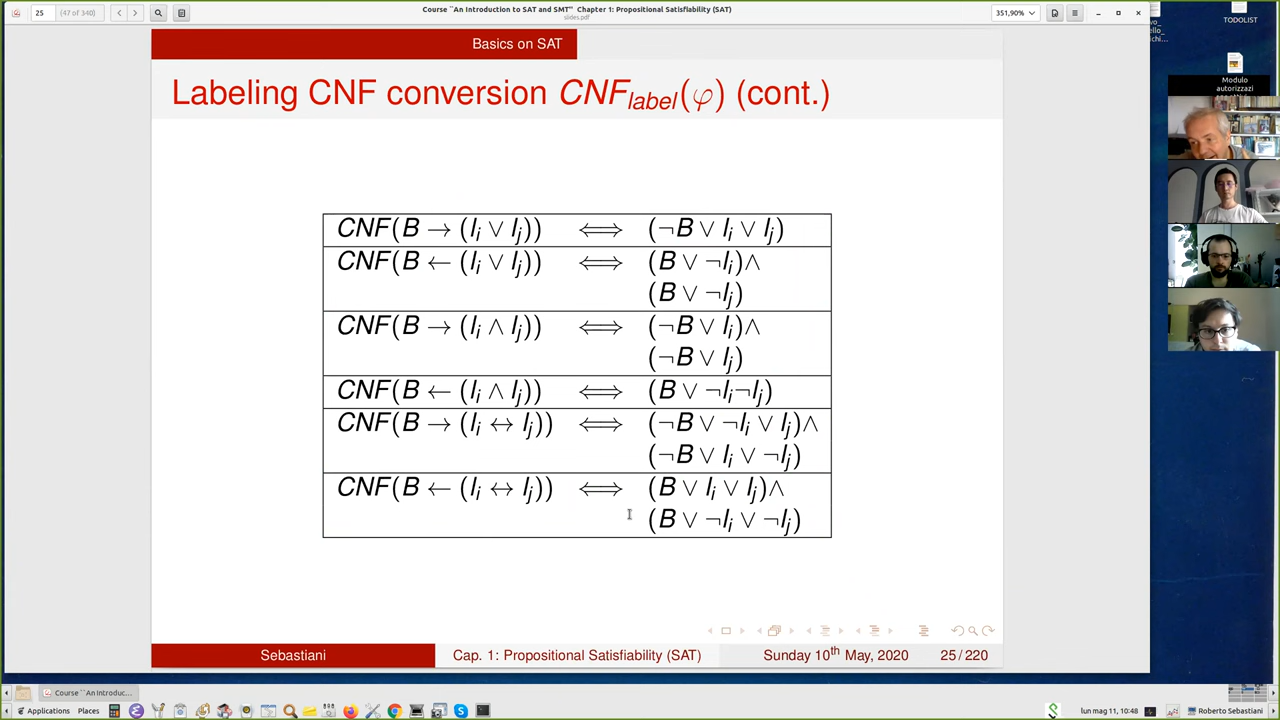 Course ``An Introduction to SAT and SMT'' Chapter 1: Propositional Satisfiability (SAT)
slides.pdf
25 (47 of 340)
351,90%
TODOLIST
Modulo
autorizzazi
Basics on SAT
Labeling CNF conversion CNF_label(φ) (cont.)
CNF(B → (l_i ∨ l_j)) ⟺ (¬B ∨ l_i ∨ l_j)
CNF(B ← (l_i ∨ l_j)) ⟺ (B ∨ ¬l_i)∧
(B ∨ ¬l_j)
CNF(B → (l_i ∧ l_j)) ⟺ (¬B ∨ l_i)∧
(¬B ∨ l_j)
CNF(B ← (l_i ∧ l_j)) ⟺ (B ∨ ¬l_i¬l_j)
CNF(B → (l_i ↔ l_j)) ⟺ (¬B ∨ ¬l_i ∨ l_j)∧
(¬B ∨ l_i ∨ ¬l_j)
CNF(B ← (l_i ↔ l_j)) ⟺ (B ∨ l_i ∨ l_j)∧
(B ∨ ¬l_i ∨ ¬l_j)
Sebastiani Cap. 1: Propositional Satisfiability (SAT) Sunday 10th May, 2020 25 / 220
Course ``An Introduc...
Applications Places lun mag 11, 10:48 Roberto Sebastiani